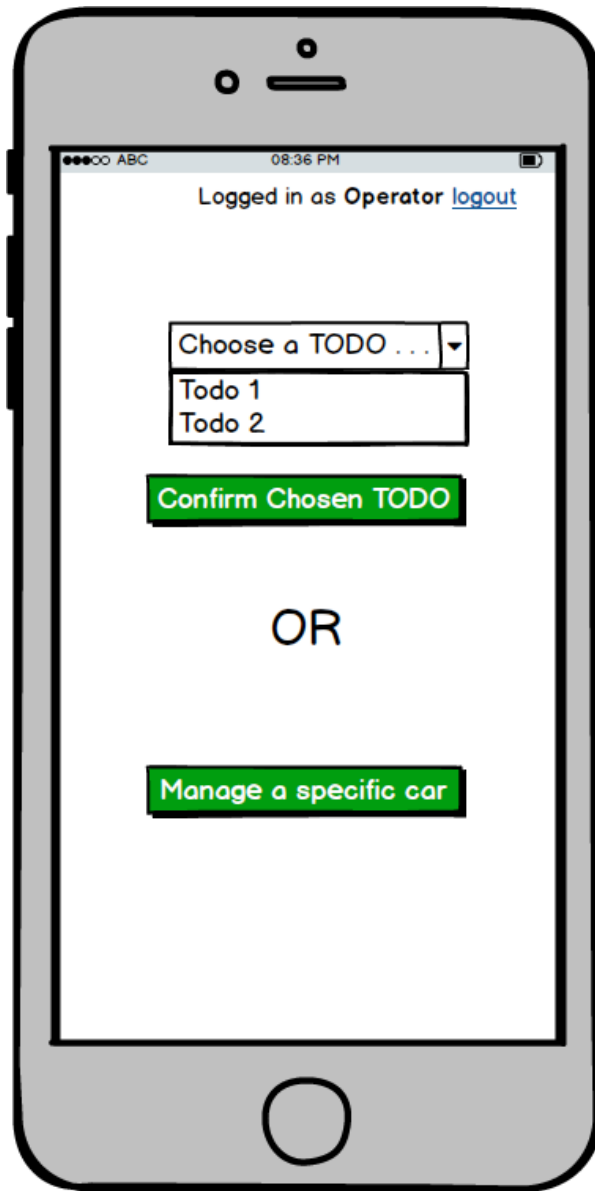 ABC 08:36 PM
Logged in as Operator logout
Choose a TODO . . .
Todo 1
Todo 2
Confirm Chosen TODO
OR
Manage a specific car